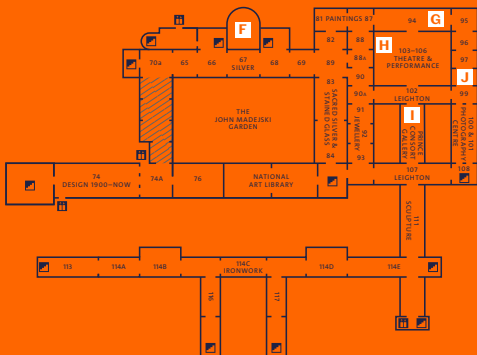 81 PAINTINGS 87
94
G
95
F
82
88
H
96
103–106
THEATRE &
PERFORMANCE
70a
65
66
67
SILVER
68
69
89
88A
97
J
83
90
90A
102
LEIGHTON
99
THE
JOHN MADEJSKI
GARDEN
SACRED SILVER &
STAINED GLASS
91
JEWELLERY
92
I
PRINCE
CONSORT
GALLERY
100 & 101
PHOTOGRAPHY
CENTRE
84
93
74
DESIGN 1900–NOW
74A
76
NATIONAL
ART LIBRARY
107
LEIGHTON
108
111
SCULPTURE
113
114A
114B
114C
IRONWORK
114D
114E
116
117